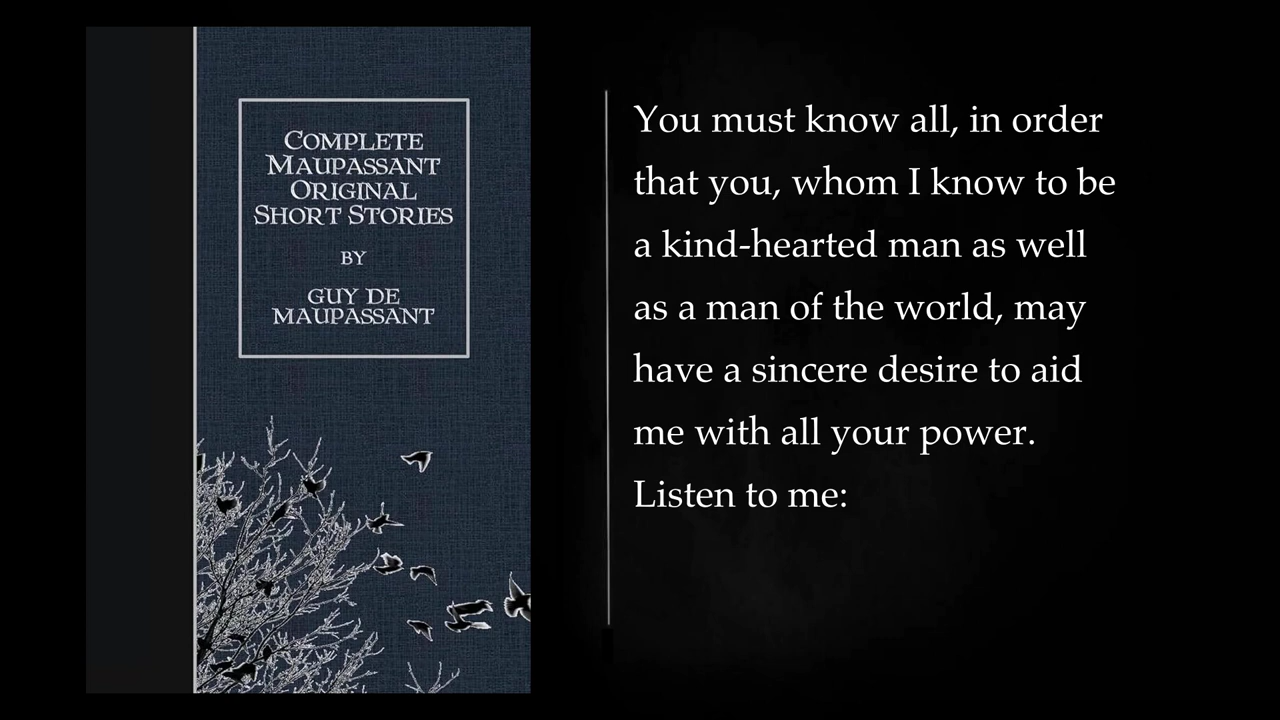 COMPLETE
MAUPASSANT
ORIGINAL
SHORT STORIES
BY
GUY DE
MAUPASSANT
You must know all, in order
that you, whom I know to be
a kind-hearted man as well
as a man of the world, may
have a sincere desire to aid
me with all your power.
Listen to me: